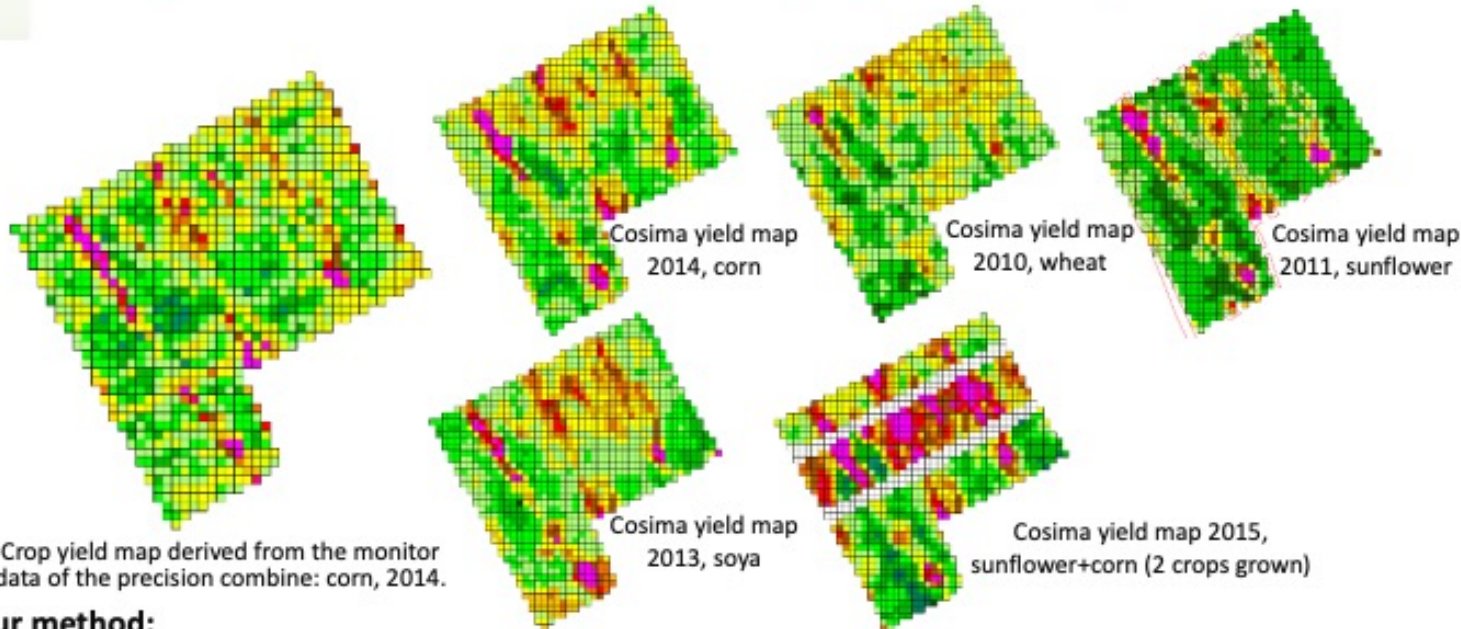 Cosima yield map
2014, corn
Cosima yield map
2010, wheat
Cosima yield map
2011, sunflower
Crop yield map derived from the monitor
data of the precision combine: corn, 2014.
Cosima yield map
2013, soya
Cosima yield map 2015,
sunflower+corn (2 crops grown)
ur method: